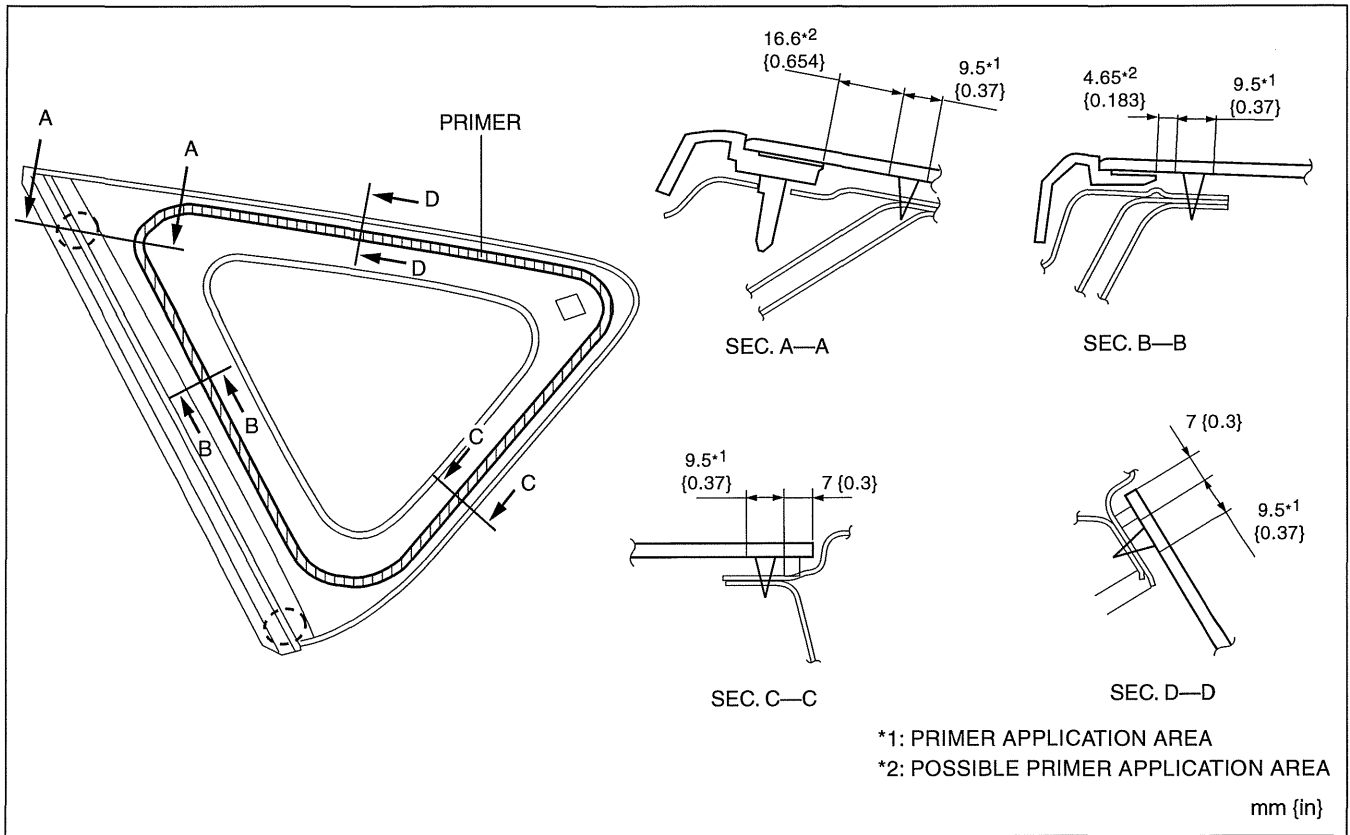 A
A
PRIMER
D
D
B
B
C
C
16.6*2
{0.654}
9.5*1
{0.37}
SEC. A—A
4.65*2
{0.183}
9.5*1
{0.37}
SEC. B—B
9.5*1
{0.37}
7 {0.3}
SEC. C—C
7 {0.3}
9.5*1
{0.37}
SEC. D—D
*1: PRIMER APPLICATION AREA
*2: POSSIBLE PRIMER APPLICATION AREA
mm {in}